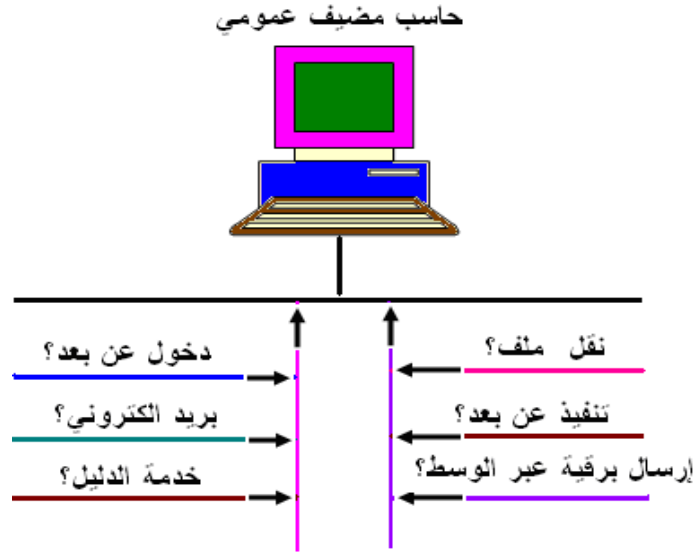 حاسب مضيف عمومي
نقل ملف؟
دخول عن بعد؟
تنفيذ عن بعد؟
بريد الكتروني؟
إرسال برقية عبر الوسط؟
خدمة الدليل؟